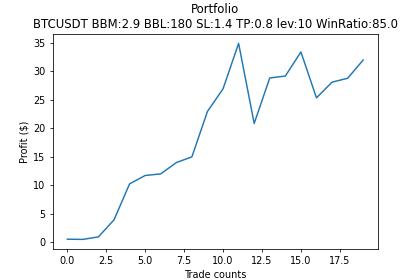 Portfolio
BTCUSDT BBM:2.9 BBL:180 SL:1.4 TP:0.8 lev:10 WinRatio:85.0
35
30
25
20
15
10
5
0
Profit ($)
0.0 2.5 5.0 7.5 10.0 12.5 15.0 17.5
Trade counts